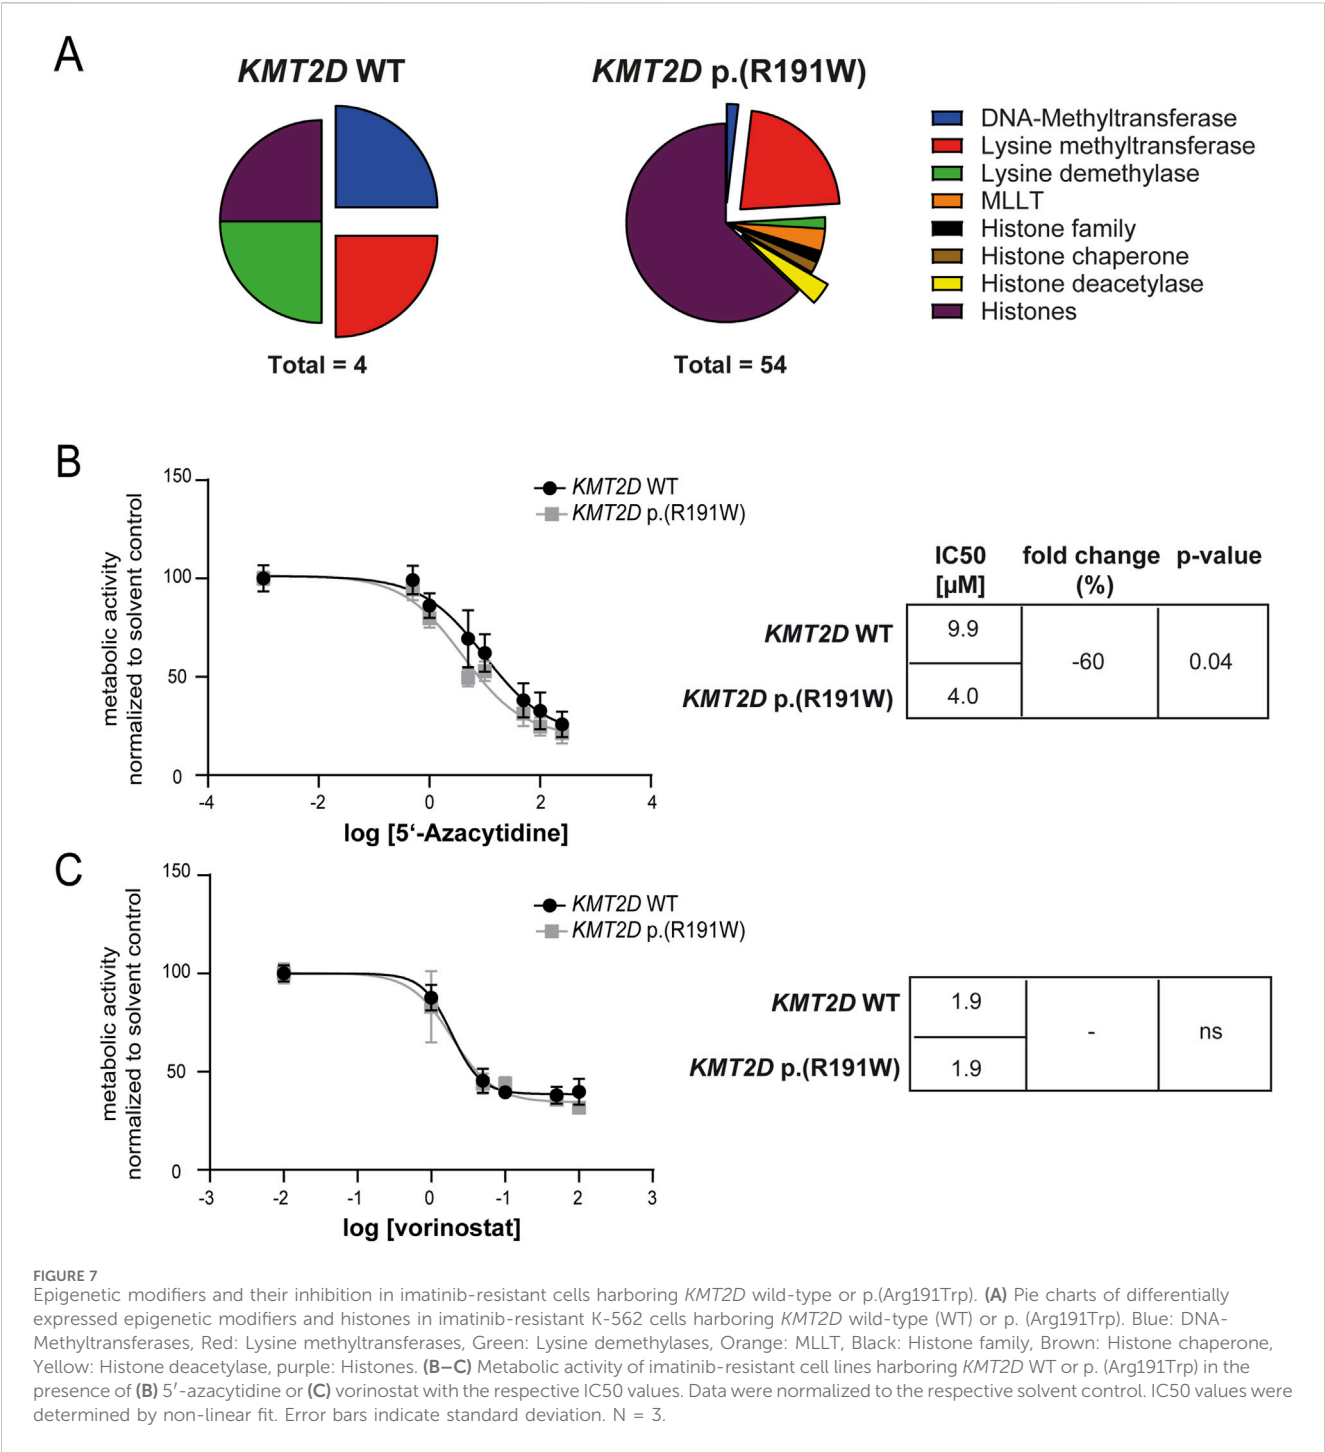 A
KMT2D WT
KMT2D p.(R191W)
DNA-Methyltransferase
Lysine methyltransferase
Lysine demethylase
MLLT
Histone family
Histone chaperone
Histone deacetylase
Histones
Total = 4
Total = 54
B
metabolic activity
normalized to solvent control
150
100
50
0
-4
-2
0
2
4
log [5‘-Azacytidine]
KMT2D WT
KMT2D p.(R191W)
IC50 fold change p-value
[µM] (%)
KMT2D WT 9.9
-60 0.04
KMT2D p.(R191W) 4.0
C
metabolic activity
normalized to solvent control
150
100
50
0
-3
-2
-1
0
-1
2
3
log [vorinostat]
KMT2D WT
KMT2D p.(R191W)
KMT2D WT 1.9
- ns
KMT2D p.(R191W) 1.9
FIGURE 7
Epigenetic modifiers and their inhibition in imatinib-resistant cells harboring KMT2D wild-type or p.(Arg191Trp). (A) Pie charts of differentially
expressed epigenetic modifiers and histones in imatinib-resistant K-562 cells harboring KMT2D wild-type (WT) or p. (Arg191Trp). Blue: DNA-
Methyltransferases, Red: Lysine methyltransferases, Green: Lysine demethylases, Orange: MLLT, Black: Histone family, Brown: Histone chaperone,
Yellow: Histone deacetylase, purple: Histones. (B–C) Metabolic activity of imatinib-resistant cell lines harboring KMT2D WT or p. (Arg191Trp) in the
presence of (B) 5′-azacytidine or (C) vorinostat with the respective IC50 values. Data were normalized to the respective solvent control. IC50 values were
determined by non-linear fit. Error bars indicate standard deviation. N = 3.